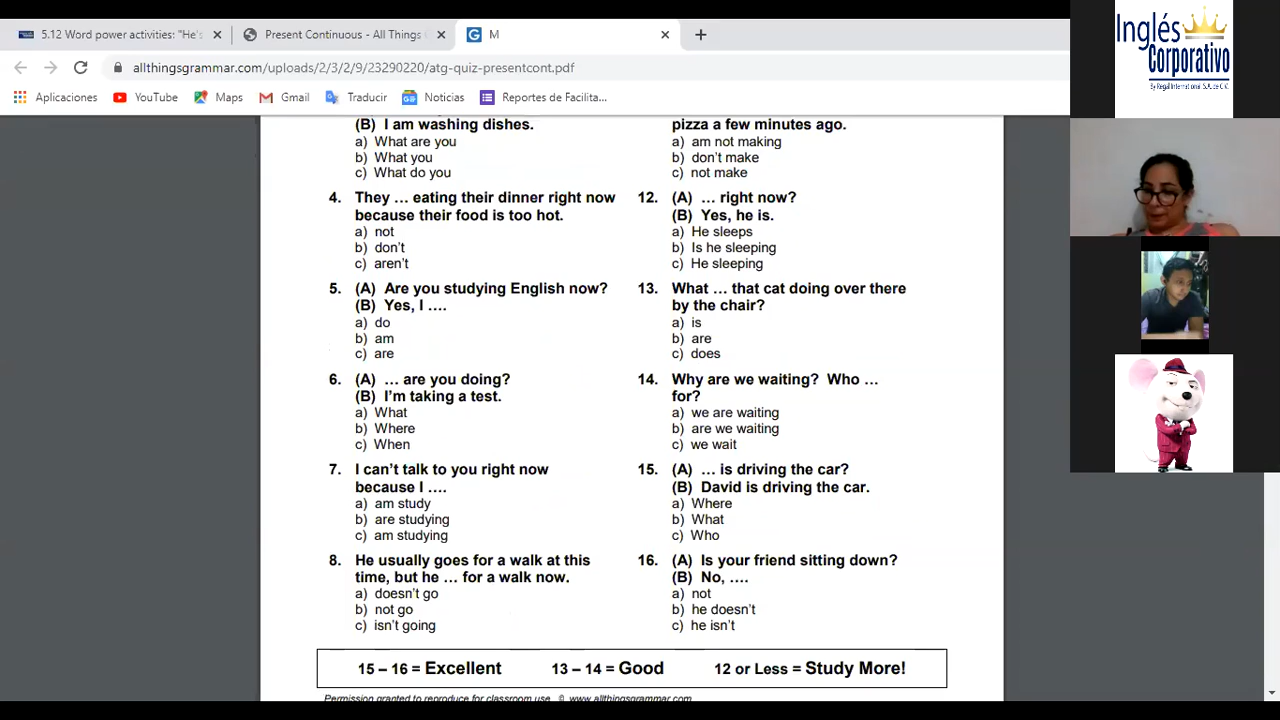 5.12 Word power activities: "He's
Present Continuous - All Things
M
allthingsgrammar.com/uploads/2/3/2/9/23290220/atg-quiz-presentcont.pdf
Aplicaciones
YouTube
Maps
Gmail
Traducir
Noticias
Reportes de Facilita...
(B) I am washing dishes.
a) What are you
b) What you
c) What do you
4. They … eating their dinner right now
because their food is too hot.
a) not
b) don't
c) aren't
5. (A) Are you studying English now?
(B) Yes, I ….
a) do
b) am
c) are
6. (A) … are you doing?
(B) I'm taking a test.
a) What
b) Where
c) When
7. I can't talk to you right now
because I ….
a) am study
b) are studying
c) am studying
8. He usually goes for a walk at this
time, but he … for a walk now.
a) doesn't go
b) not go
c) isn't going
pizza a few minutes ago.
a) am not making
b) don't make
c) not make
12. (A) … right now?
(B) Yes, he is.
a) He sleeps
b) Is he sleeping
c) He sleeping
13. What … that cat doing over there
by the chair?
a) is
b) are
c) does
14. Why are we waiting? Who …
for?
a) we are waiting
b) are we waiting
c) we wait
15. (A) … is driving the car?
(B) David is driving the car.
a) Where
b) What
c) Who
16. (A) Is your friend sitting down?
(B) No, ….
a) not
b) he doesn't
c) he isn't
15 – 16 = Excellent 13 – 14 = Good 12 or Less = Study More!
Permission granted to reproduce for classroom use. © www.allthingsgrammar.com
Inglés
Corporativo
By Regal International S.A. de C.V.